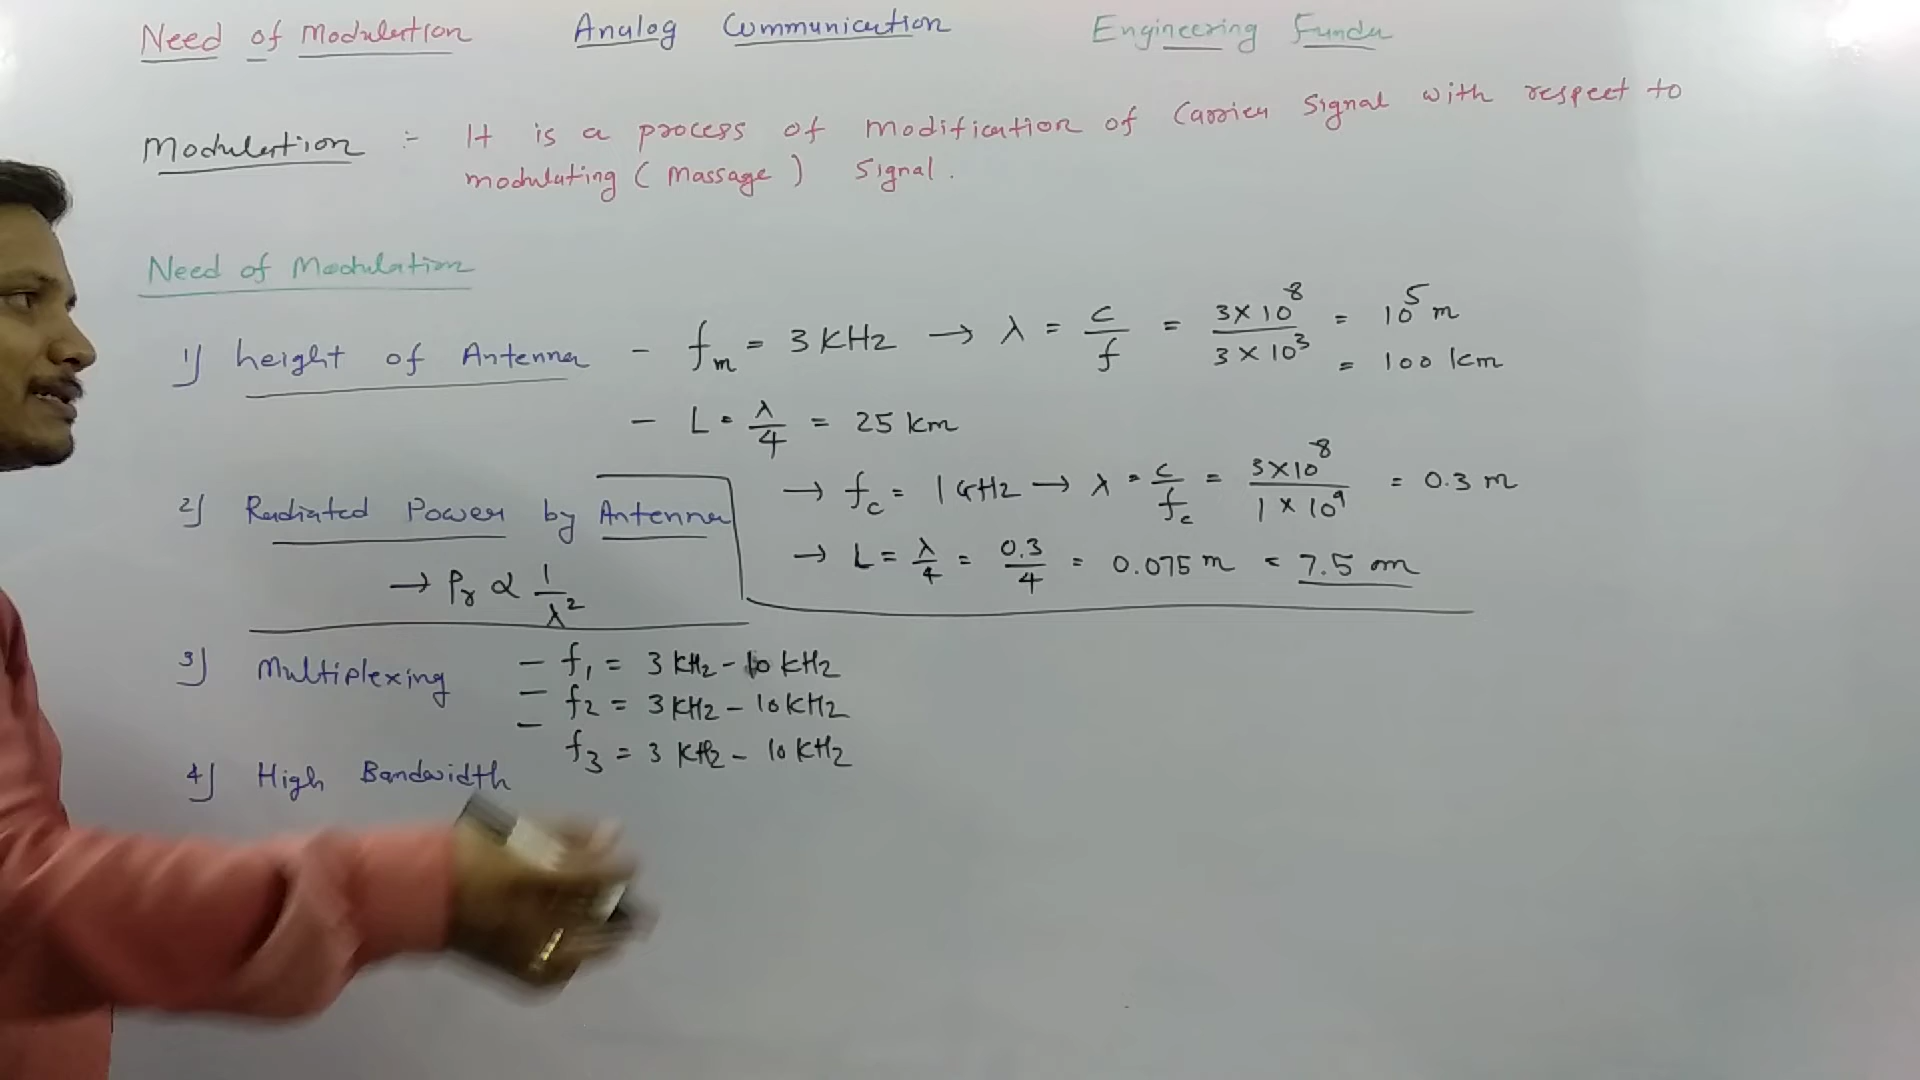 Need of Modulation Analog Communication Engineering Funda
Modulation :- It is a process of modification of Carrier Signal with respect to
modulating (Massage) Signal.
Need of Modulation
1) height of Antenna - fm = 3 KHz → λ = c/f = 3×10^8 / 3×10^3 = 10^5 m
= 100 km
- L = λ/4 = 25 km
→ fc = 1 GHz → λ = c/fc = 3×10^8 / 1×10^9 = 0.3 m
2) Radiated Power by Antenna
→ L = λ/4 = 0.3/4 = 0.075 m = 7.5 cm
→ Pr ∝ 1/λ^2
3) Multiplexing - f1 = 3 KHz - 10 KHz
- f2 = 3 KHz - 10 KHz
- f3 = 3 KHz - 10 KHz
4) High Bandwidth